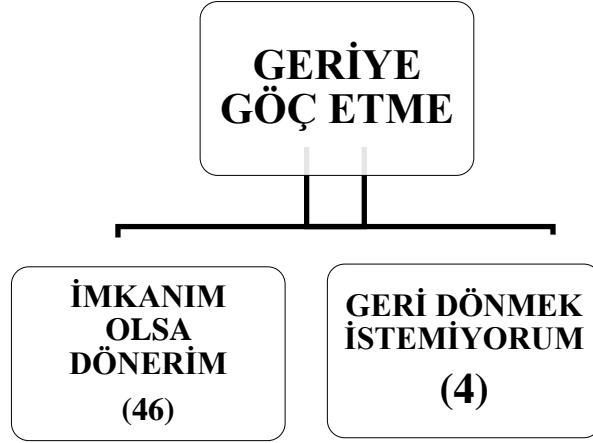 GERİYE
GÖÇ ETME
İMKANIM
OLSA
DÖNERİM
(46)
GERİ DÖNMEK
İSTEMİYORUM
(4)